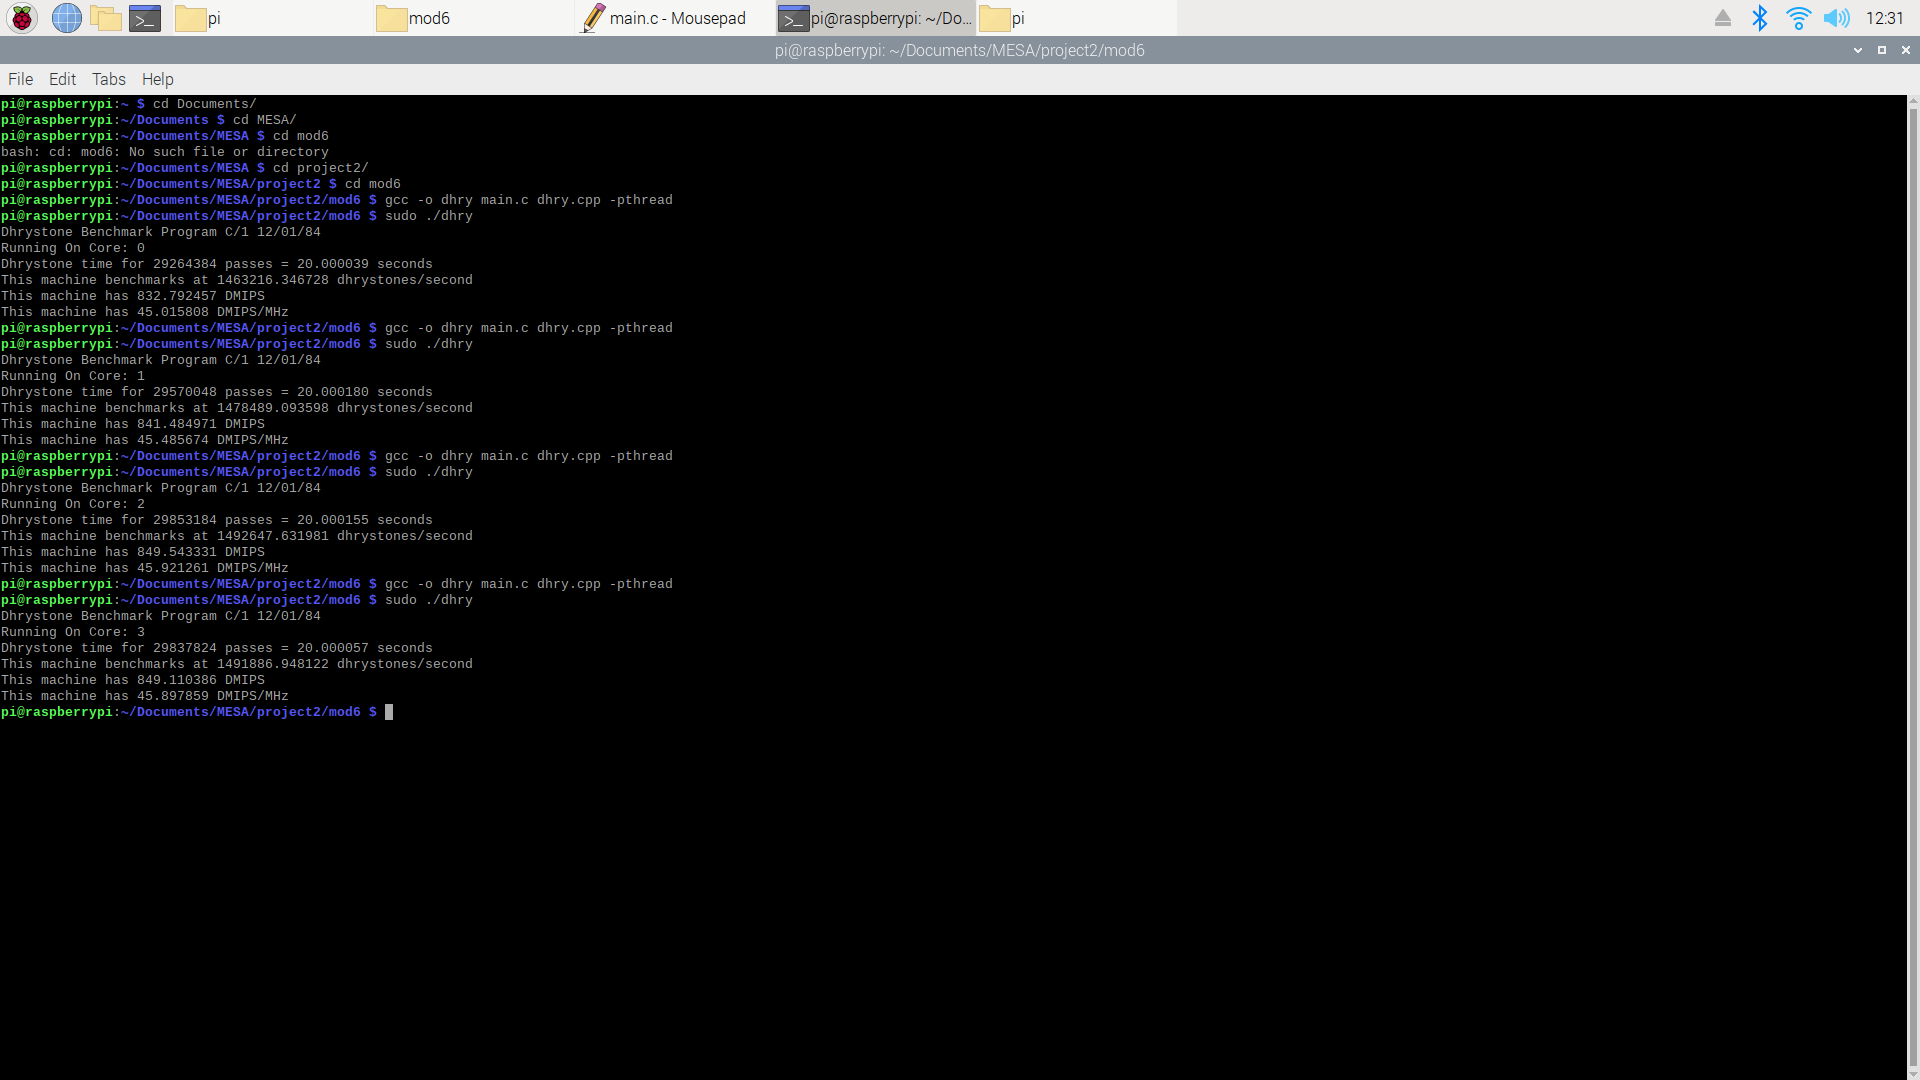 pi
mod6
main.c - Mousepad
pi@raspberrypi: ~/Do...
pi
12:31
pi@raspberrypi: ~/Documents/MESA/project2/mod6
File Edit Tabs Help
pi@raspberrypi:~ $ cd Documents/
pi@raspberrypi:~/Documents $ cd MESA/
pi@raspberrypi:~/Documents/MESA $ cd mod6
bash: cd: mod6: No such file or directory
pi@raspberrypi:~/Documents/MESA $ cd project2/
pi@raspberrypi:~/Documents/MESA/project2 $ cd mod6
pi@raspberrypi:~/Documents/MESA/project2/mod6 $ gcc -o dhry main.c dhry.cpp -pthread
pi@raspberrypi:~/Documents/MESA/project2/mod6 $ sudo ./dhry
Dhrystone Benchmark Program C/1 12/01/84
Running On Core: 0
Dhrystone time for 29264384 passes = 20.000039 seconds
This machine benchmarks at 1463216.346728 dhrystones/second
This machine has 832.792457 DMIPS
This machine has 45.015808 DMIPS/MHz
pi@raspberrypi:~/Documents/MESA/project2/mod6 $ gcc -o dhry main.c dhry.cpp -pthread
pi@raspberrypi:~/Documents/MESA/project2/mod6 $ sudo ./dhry
Dhrystone Benchmark Program C/1 12/01/84
Running On Core: 1
Dhrystone time for 29570048 passes = 20.000180 seconds
This machine benchmarks at 1478489.093598 dhrystones/second
This machine has 841.484971 DMIPS
This machine has 45.485674 DMIPS/MHz
pi@raspberrypi:~/Documents/MESA/project2/mod6 $ gcc -o dhry main.c dhry.cpp -pthread
pi@raspberrypi:~/Documents/MESA/project2/mod6 $ sudo ./dhry
Dhrystone Benchmark Program C/1 12/01/84
Running On Core: 2
Dhrystone time for 29853184 passes = 20.000155 seconds
This machine benchmarks at 1492647.631981 dhrystones/second
This machine has 849.543331 DMIPS
This machine has 45.921261 DMIPS/MHz
pi@raspberrypi:~/Documents/MESA/project2/mod6 $ gcc -o dhry main.c dhry.cpp -pthread
pi@raspberrypi:~/Documents/MESA/project2/mod6 $ sudo ./dhry
Dhrystone Benchmark Program C/1 12/01/84
Running On Core: 3
Dhrystone time for 29837824 passes = 20.000057 seconds
This machine benchmarks at 1491886.948122 dhrystones/second
This machine has 849.110386 DMIPS
This machine has 45.897859 DMIPS/MHz
pi@raspberrypi:~/Documents/MESA/project2/mod6 $